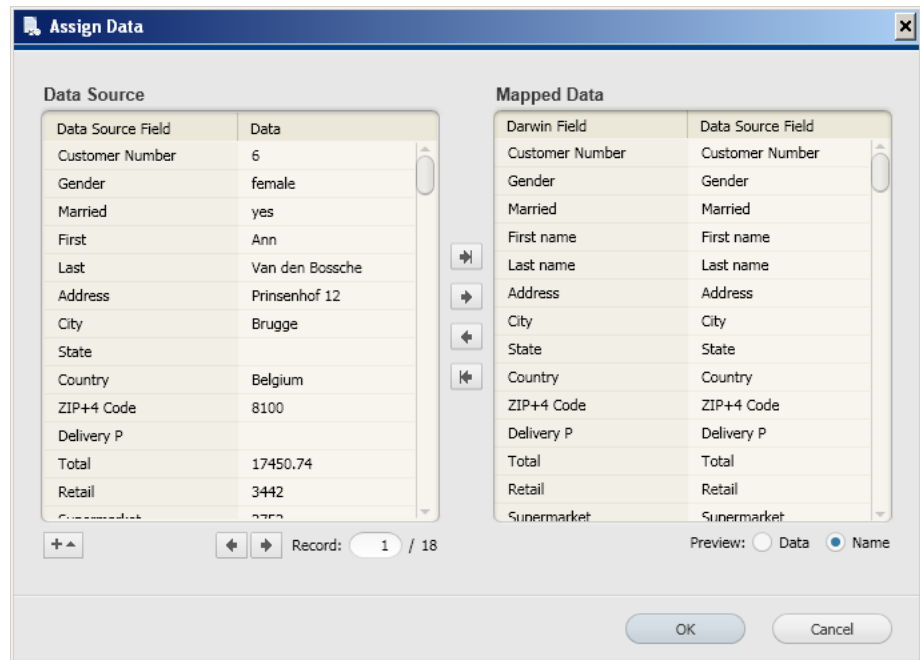 Assign Data
Data Source
Data Source Field Data
Customer Number 6
Gender female
Married yes
First Ann
Last Van den Bossche
Address Prinsenhof 12
City Brugge
State
Country Belgium
ZIP+4 Code 8100
Delivery P
Total 17450.74
Retail 3442
Supermarket 2752
Record: 1 / 18
Mapped Data
Darwin Field Data Source Field
Customer Number Customer Number
Gender Gender
Married Married
First name First name
Last name Last name
Address Address
City City
State State
Country Country
ZIP+4 Code ZIP+4 Code
Delivery P Delivery P
Total Total
Retail Retail
Supermarket Supermarket
Preview: Data Name
OK Cancel